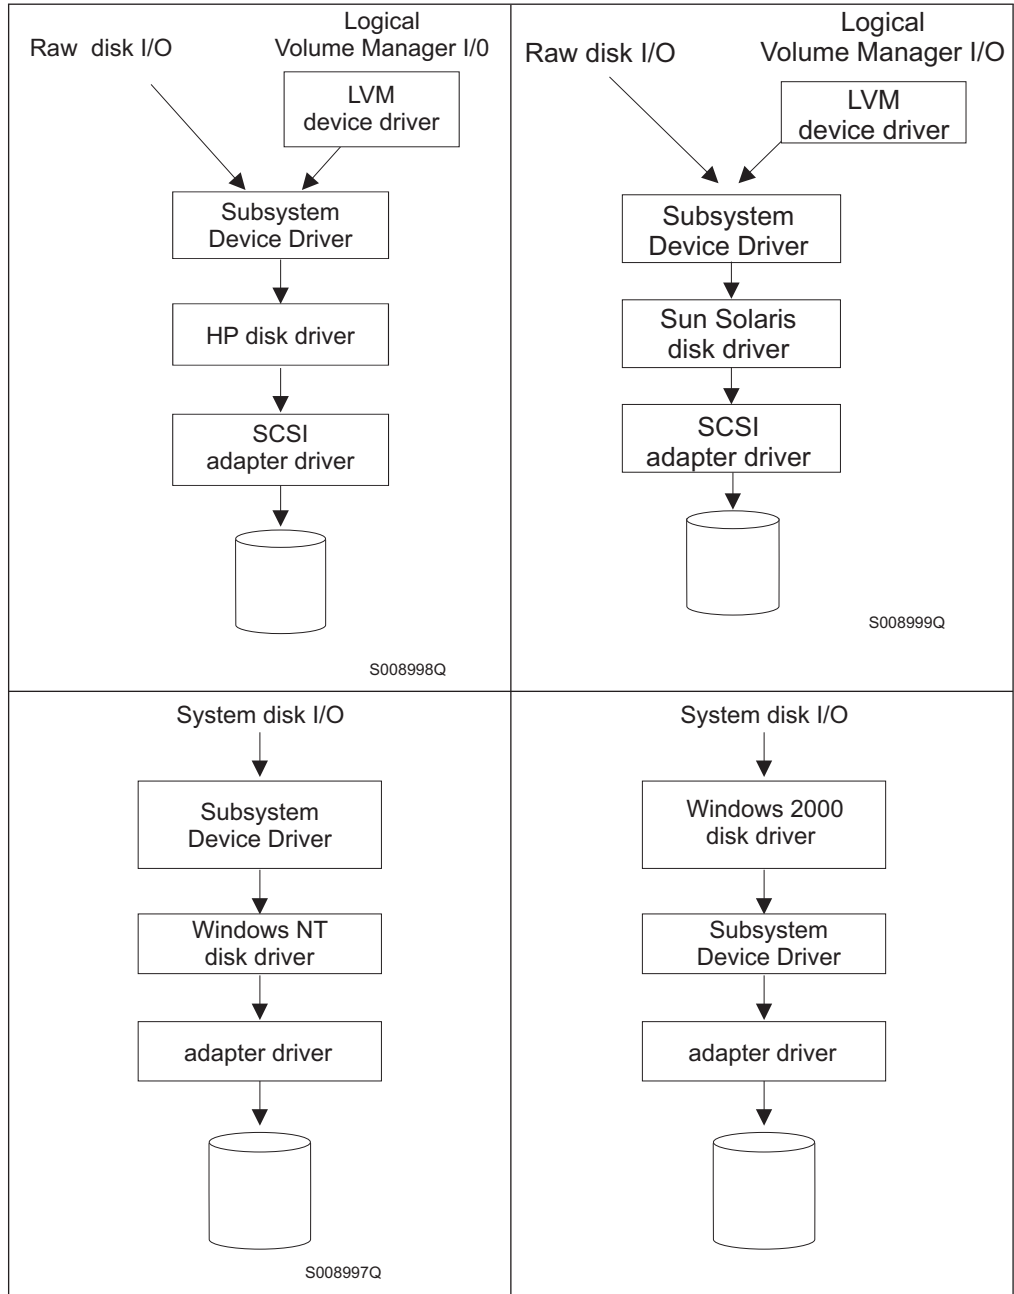 Raw disk I/O
Logical
Volume Manager I/0
LVM
device driver
Subsystem
Device Driver
HP disk driver
SCSI
adapter driver
S008998Q
Raw disk I/O
Logical
Volume Manager I/O
LVM
device driver
Subsystem
Device Driver
Sun Solaris
disk driver
SCSI
adapter driver
S008999Q
System disk I/O
Subsystem
Device Driver
Windows NT
disk driver
adapter driver
S008997Q
System disk I/O
Windows 2000
disk driver
Subsystem
Device Driver
adapter driver